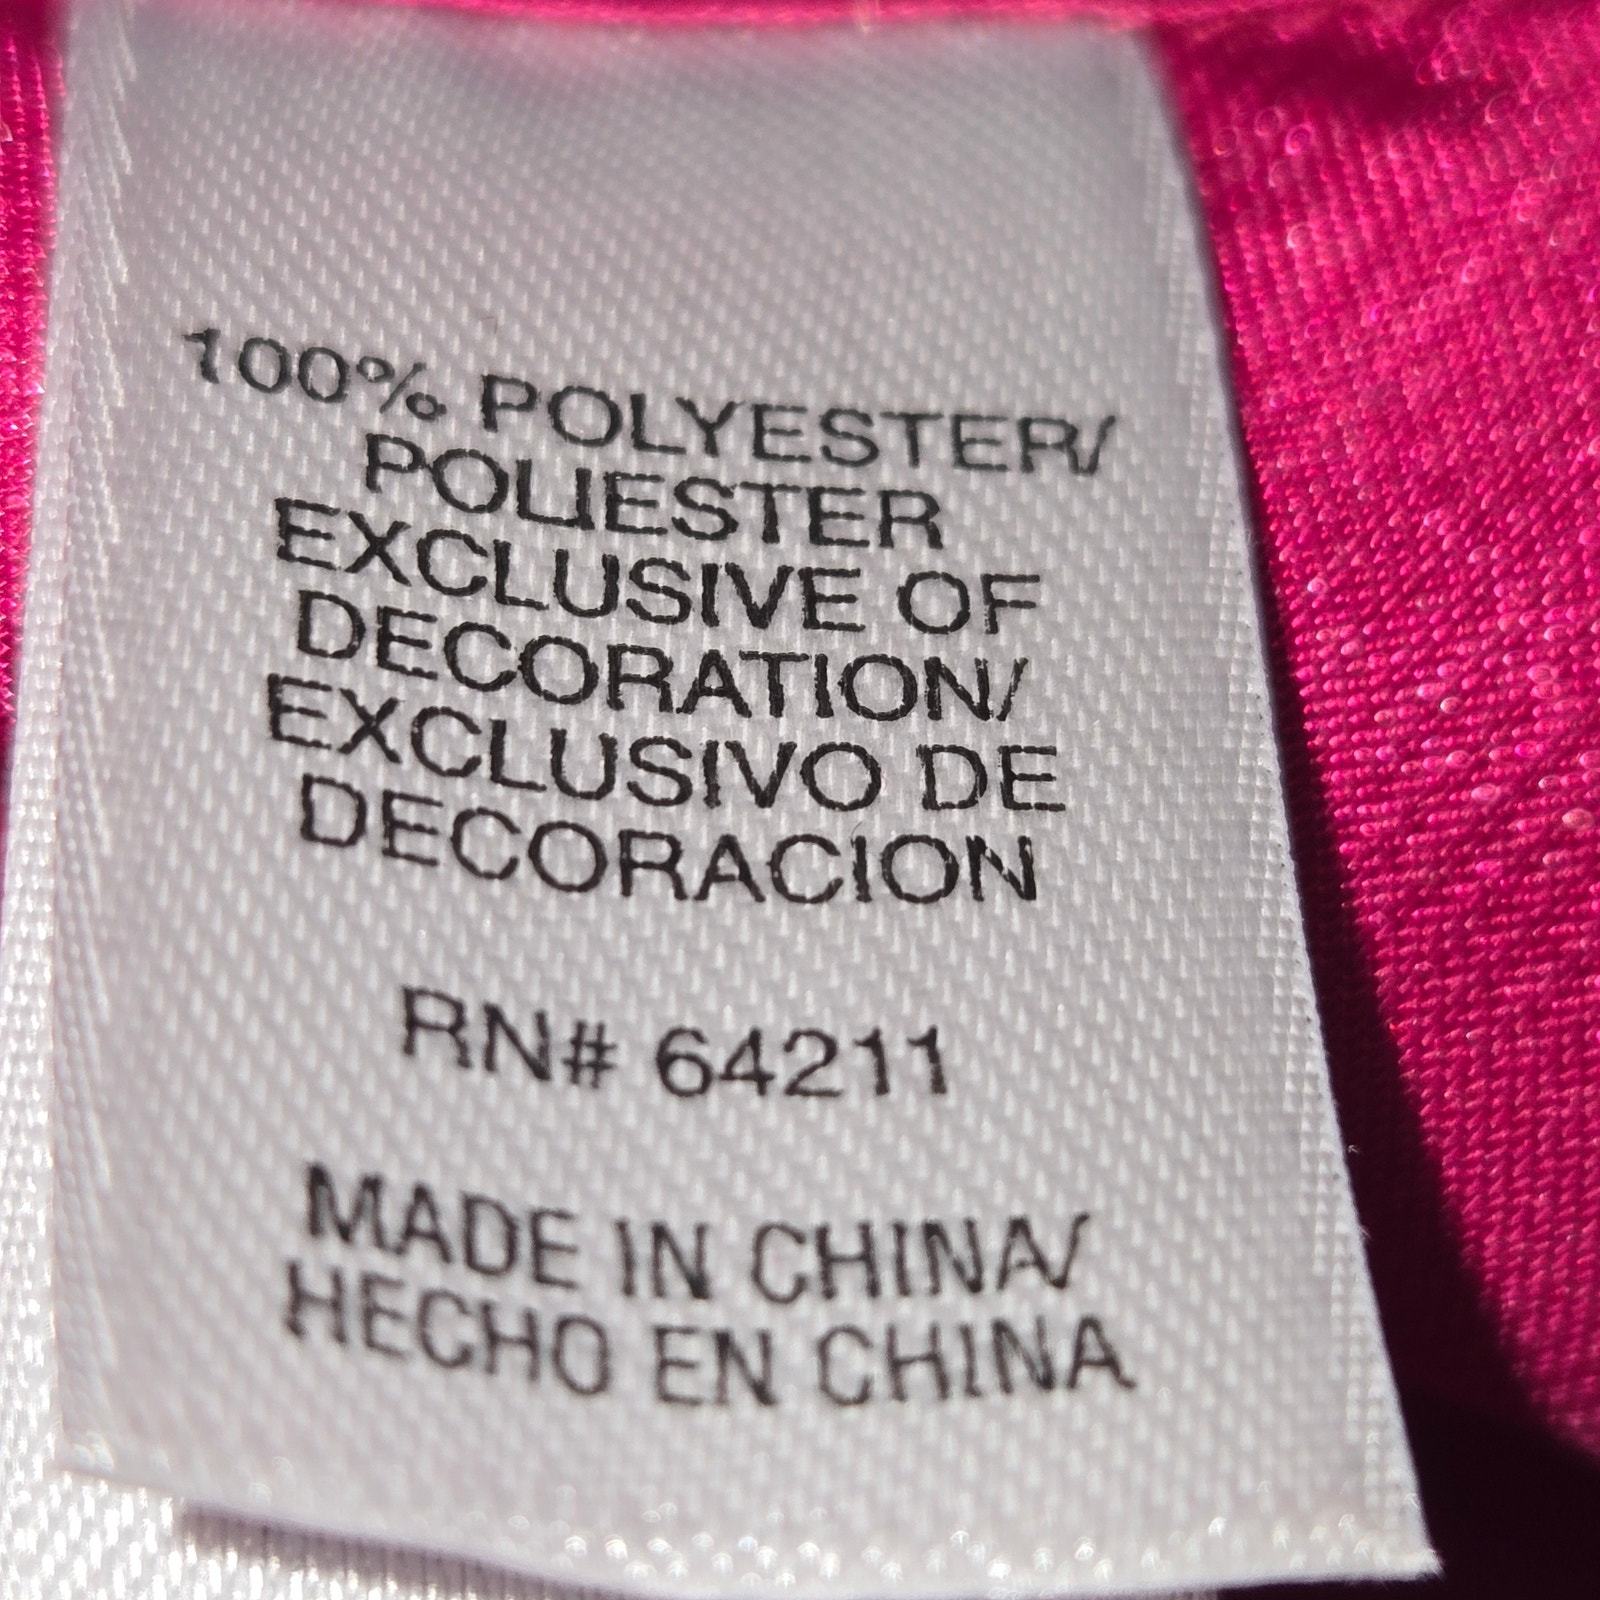 100% POLYESTER/
POLIESTER
EXCLUSIVE OF
DECORATION/
EXCLUSIVO DE
DECORACION
RN# 64211
MADE IN CHINA/
HECHO EN CHINA